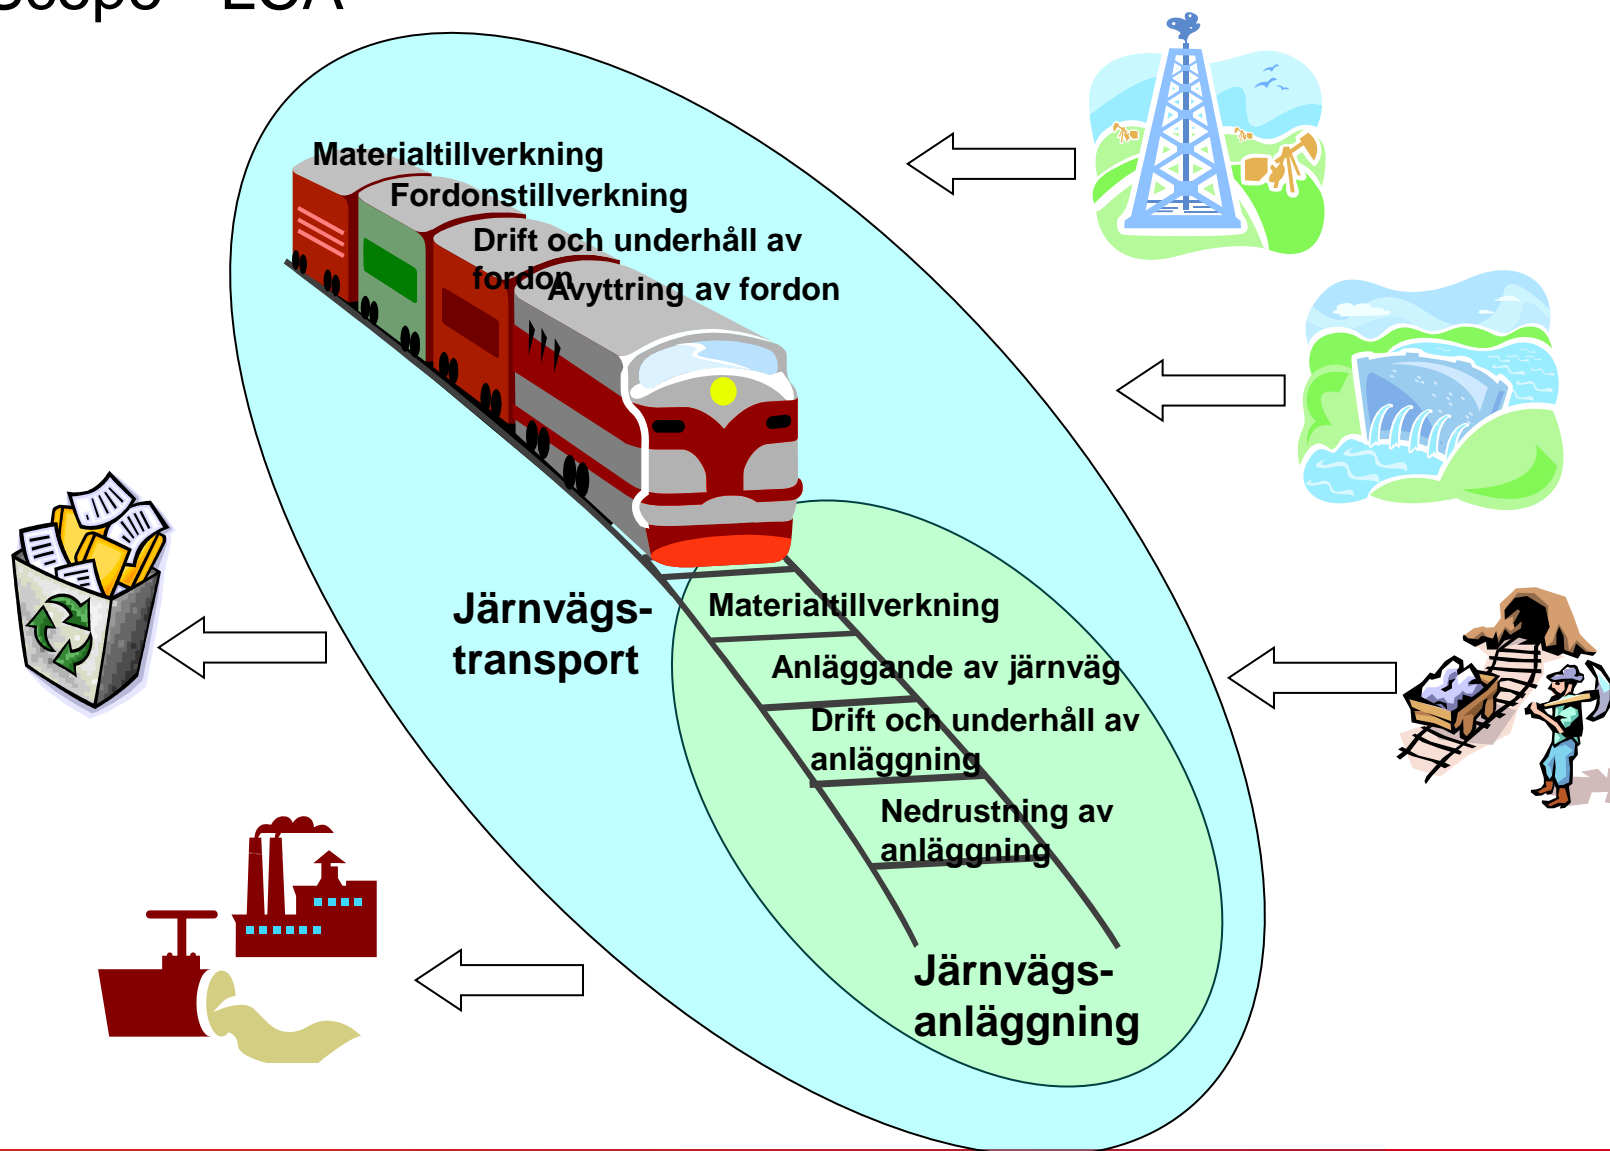 LCA
Materialtillverkning
Fordonstillverkning
Drift och underhåll av
fordon
Avyttring av fordon
Järnvägs-
transport
Materialtillverkning
Anläggande av järnväg
Drift och underhåll av
anläggning
Nedrustning av
anläggning
Järnvägs-
anläggning